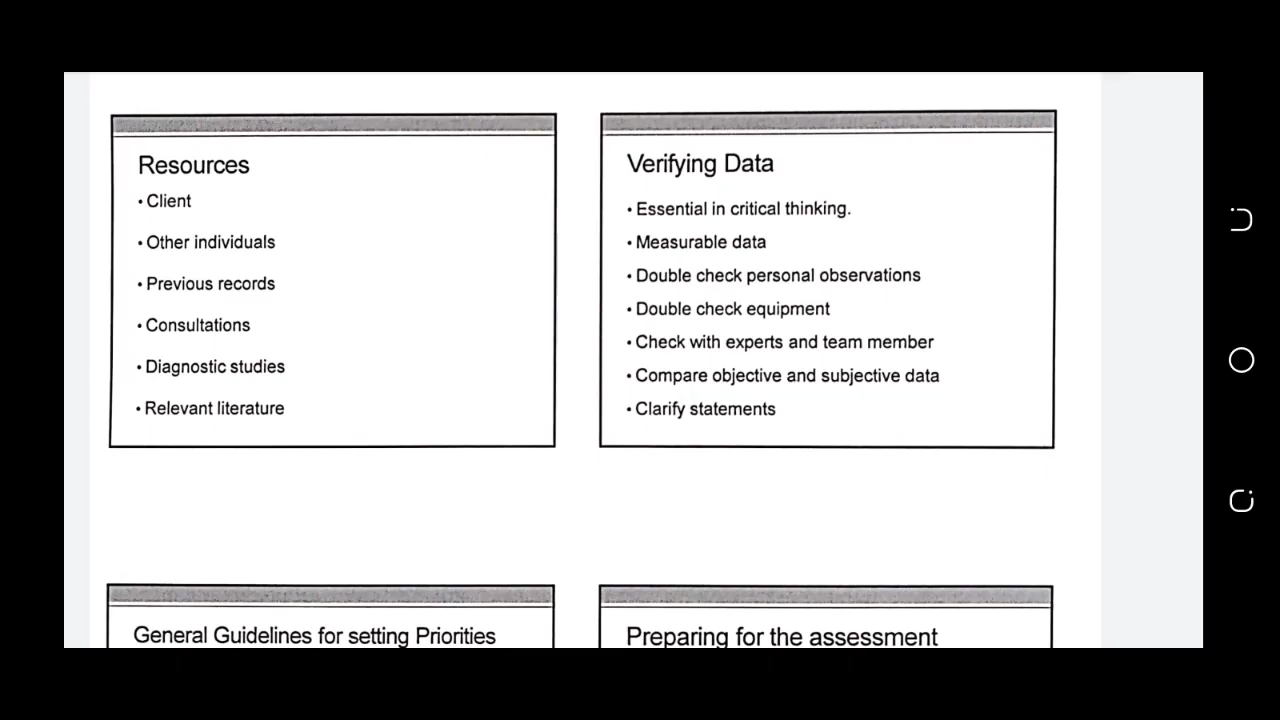 Resources
• Client
• Other individuals
• Previous records
• Consultations
• Diagnostic studies
• Relevant literature
Verifying Data
• Essential in critical thinking.
• Measurable data
• Double check personal observations
• Double check equipment
• Check with experts and team member
• Compare objective and subjective data
• Clarify statements
General Guidelines for setting Priorities
Preparing for the assessment